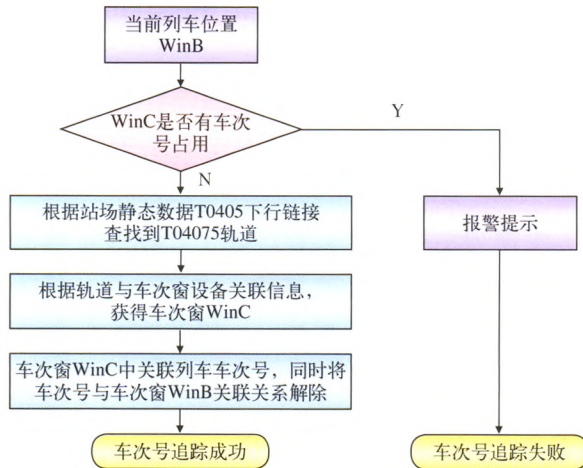 当前列车位置
WinB
WinC是否有车次
号占用
Y
N
根据站场静态数据T0405下行链接
查找到T04075轨道
报警提示
根据轨道与车次窗设备关联信息，
获得车次窗WinC
车次窗WinC中关联列车车次号，同时将
车次号与车次窗WinB关联关系解除
车次号追踪成功
车次号追踪失败